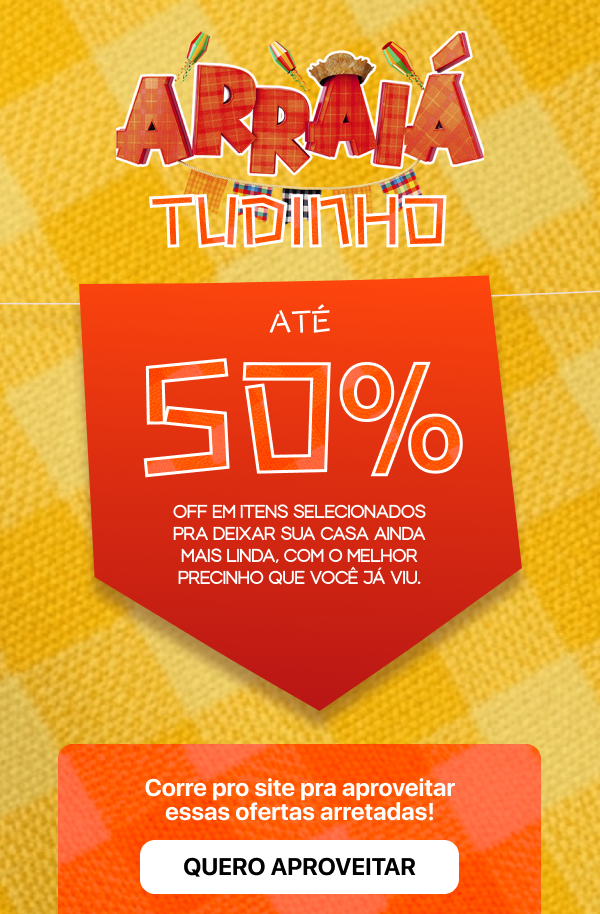 ARRAIÁ
TUDINHO
ATÉ
50%
OFF EM ITENS SELECIONADOS
PRA DEIXAR SUA CASA AINDA
MAIS LINDA, COM O MELHOR
PRECINHO QUE VOCÊ JÁ VIU.
Corre pro site pra aproveitar
essas ofertas arretadas!
QUERO APROVEITAR